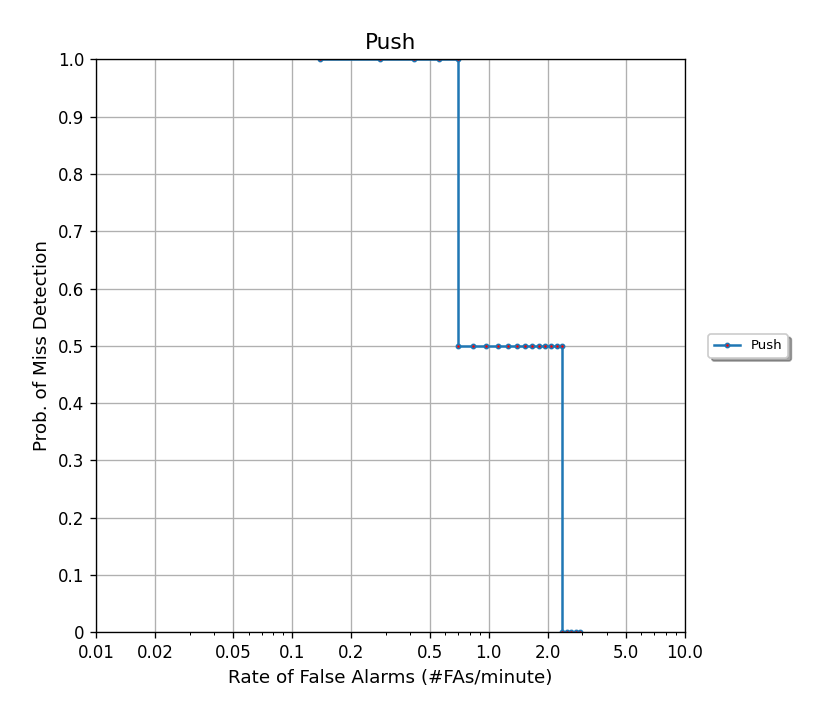 Push
1.0
0.9
0.8
0.7
0.6
0.5
0.4
0.3
0.2
0.1
0
Prob. of Miss Detection
0.01 0.02 0.05 0.1 0.2 0.5 1.0 2.0 5.0 10.0
Rate of False Alarms (#FAs/minute)
Push